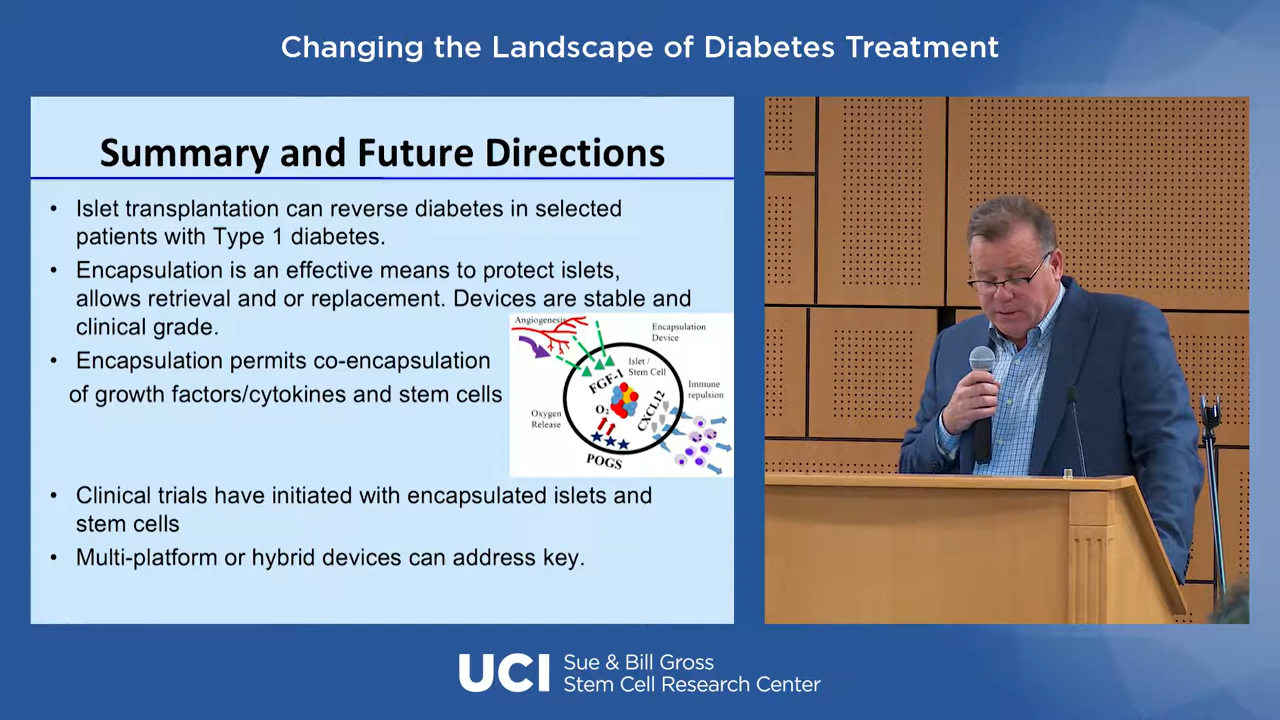 Changing the Landscape of Diabetes Treatment
Summary and Future Directions
• Islet transplantation can reverse diabetes in selected
patients with Type 1 diabetes.
• Encapsulation is an effective means to protect islets,
allows retrieval and or replacement. Devices are stable and
clinical grade.
• Encapsulation permits co-encapsulation
of growth factors/cytokines and stem cells
Angiogenesis
Encapsulation
Device
Islet /
Stem Cell
FGF-1
Immune
repulsion
O2
CXCL12
Oxygen
Release
POGS
• Clinical trials have initiated with encapsulated islets and
stem cells
• Multi-platform or hybrid devices can address key.
UCI
Sue & Bill Gross
Stem Cell Research Center